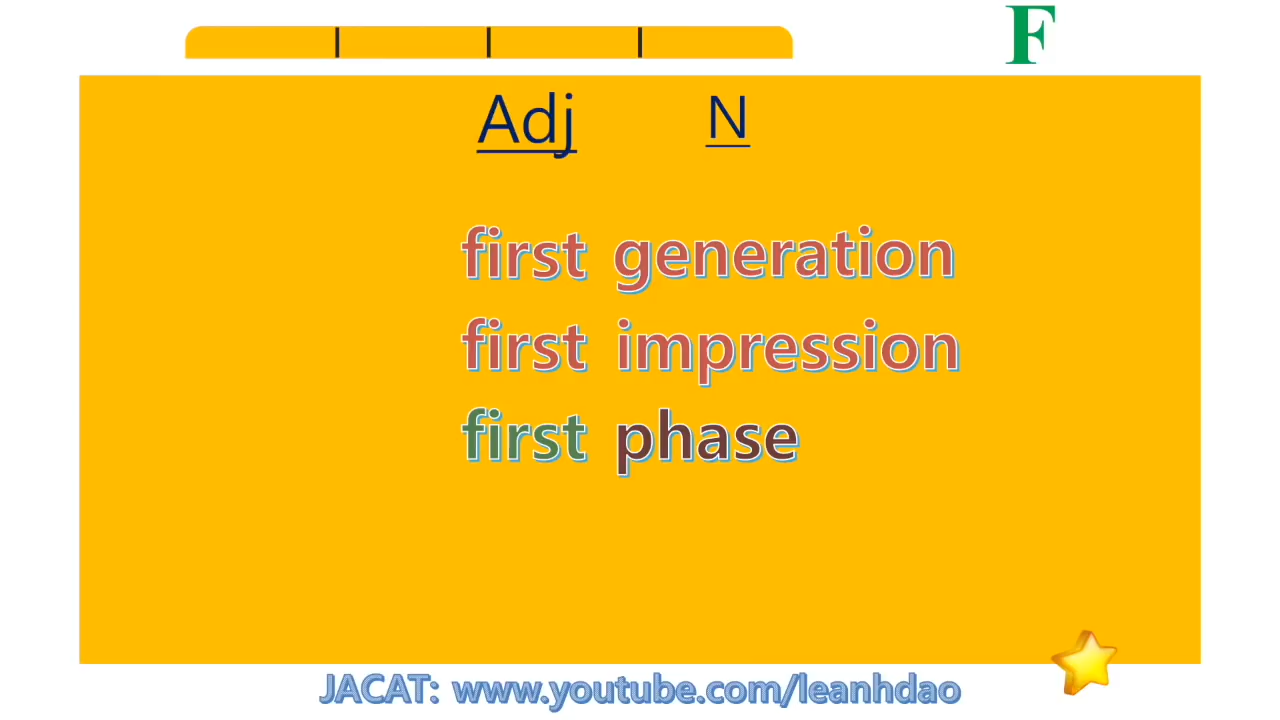 F
Adj N
first generation
first impression
first phase
JACAT: www.youtube.com/leanhdao